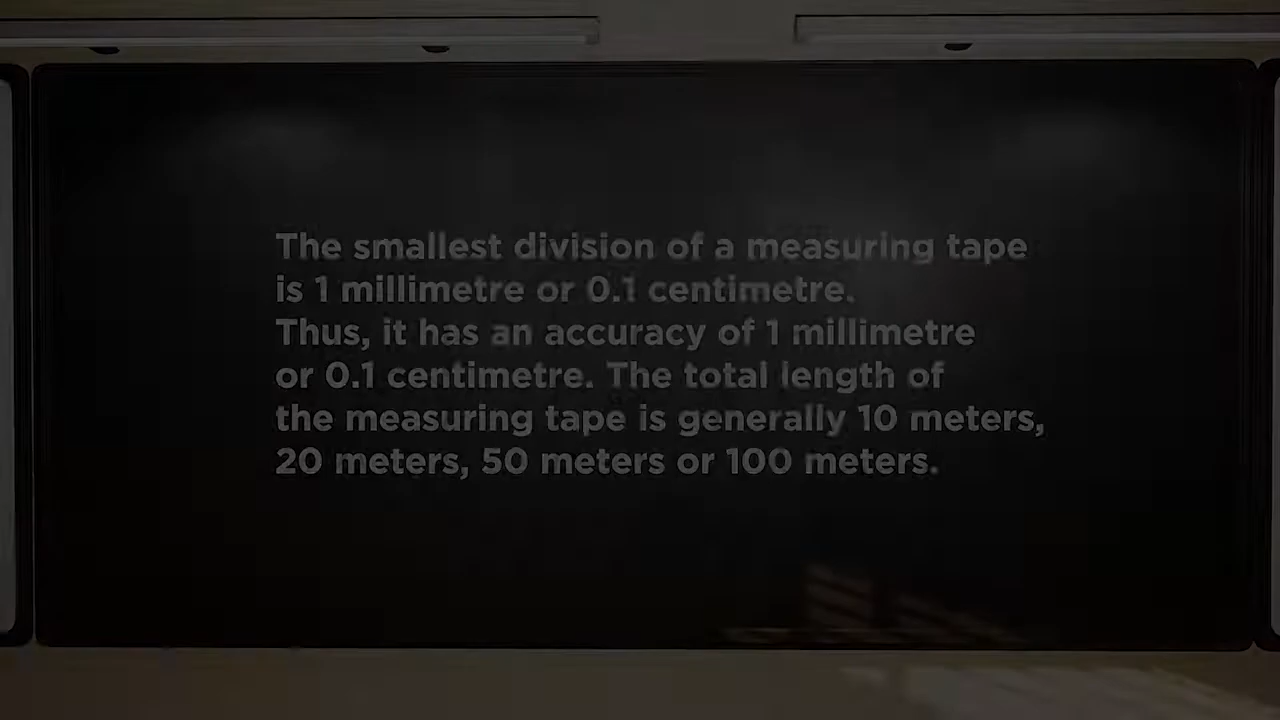 The smallest division of a measuring tape
is 1 millimetre or 0.1 centimetre.
Thus, it has an accuracy of 1 millimetre
or 0.1 centimetre. The total length of
the measuring tape is generally 10 meters,
20 meters, 50 meters or 100 meters.